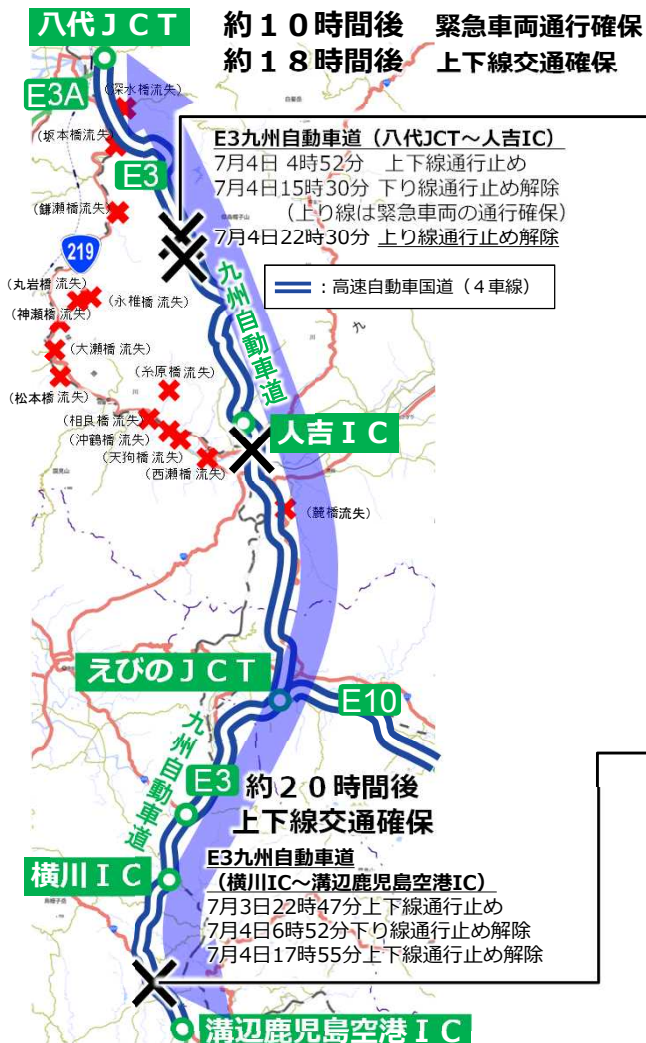 八代ＪＣＴ
約１０時間後　緊急車両通行確保
約１８時間後　上下線交通確保
E3A
(深水橋流失)
(坂本橋流失)
E3
E3九州自動車道（八代JCT～人吉IC）
7月4日 4時52分　上下線通行止め
7月4日15時30分 下り線通行止め解除
（上り線は緊急車両の通行確保）
7月4日22時30分 上り線通行止め解除
(鎌瀬橋流失)
219
：高速自動車国道（４車線）
九州自動車道
(丸岩橋 流失)
(永椎橋 流失)
(神瀬橋 流失)
(大瀬橋 流失)
(糸原橋 流失)
(松本橋 流失)
(相良橋 流失)
(沖鶴橋 流失)
(天狗橋 流失)
(西瀬橋 流失)
人吉ＩＣ
(麓橋流失)
えびのＪＣＴ
E10
九州自動車道
E3
約２０時間後
上下線交通確保
E3九州自動車道
（横川IC～溝辺鹿児島空港IC）
7月3日22時47分上下線通行止め
7月4日6時52分下り線通行止め解除
7月4日17時55分上下線通行止め解除
横川ＩＣ
溝辺鹿児島空港ＩＣ